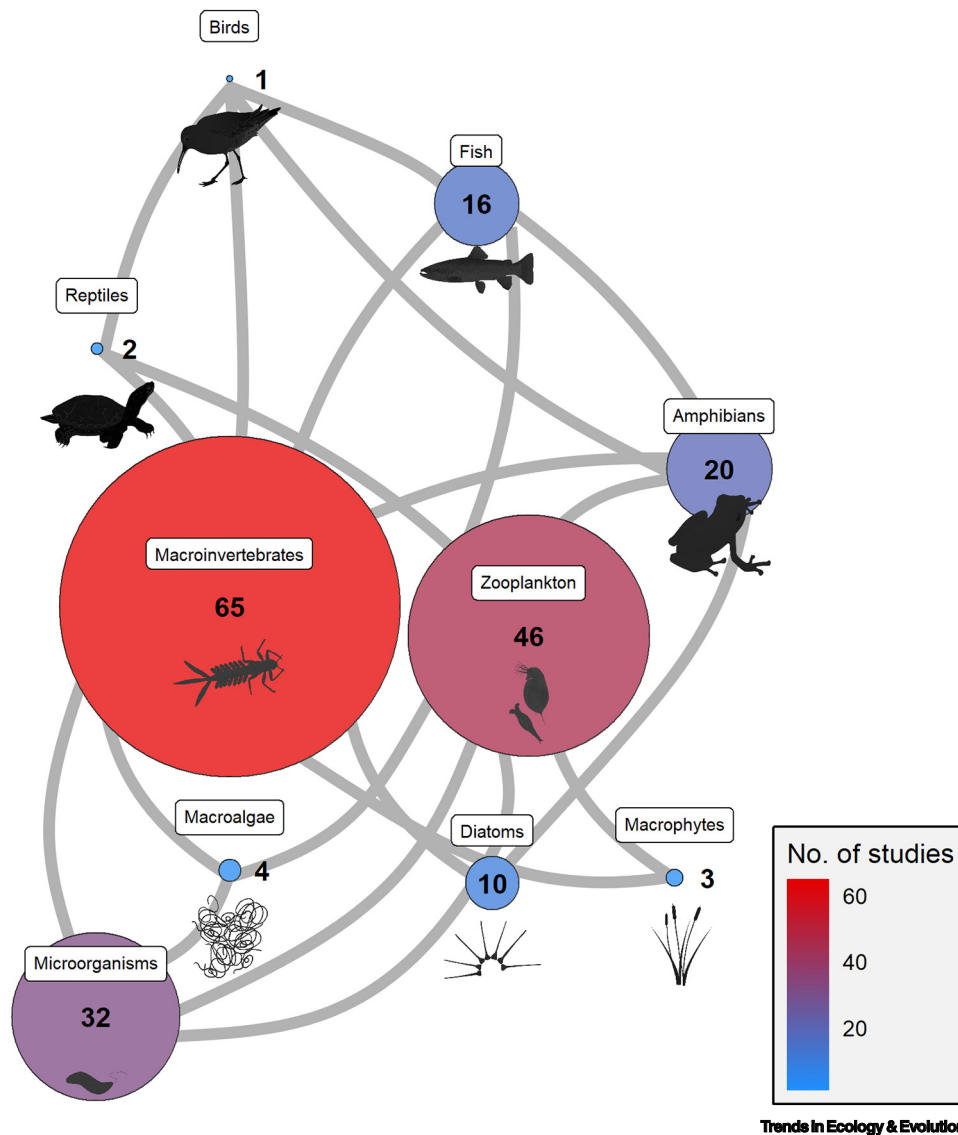 Birds
1
Fish
16
Reptiles
2
Amphibians
20
Macroinvertebrates
65
Zooplankton
46
Macroalgae
4
Diatoms
10
Macrophytes
3
Microorganisms
32
No. of studies
60
40
20
Trends in Ecology & Evolution